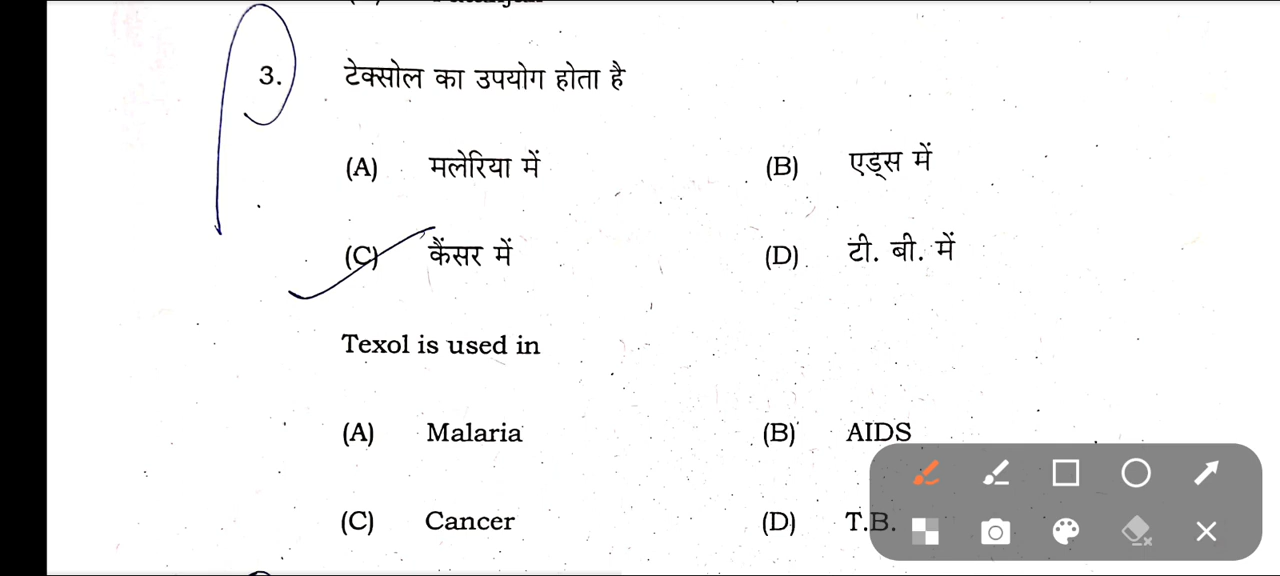 3. टेक्सोल का उपयोग होता है
(A) मलेरिया में (B) एड्स में
(C) कैंसर में (D) टी. बी. में
Texol is used in
(A) Malaria (B) AIDS
(C) Cancer (D) T.B.